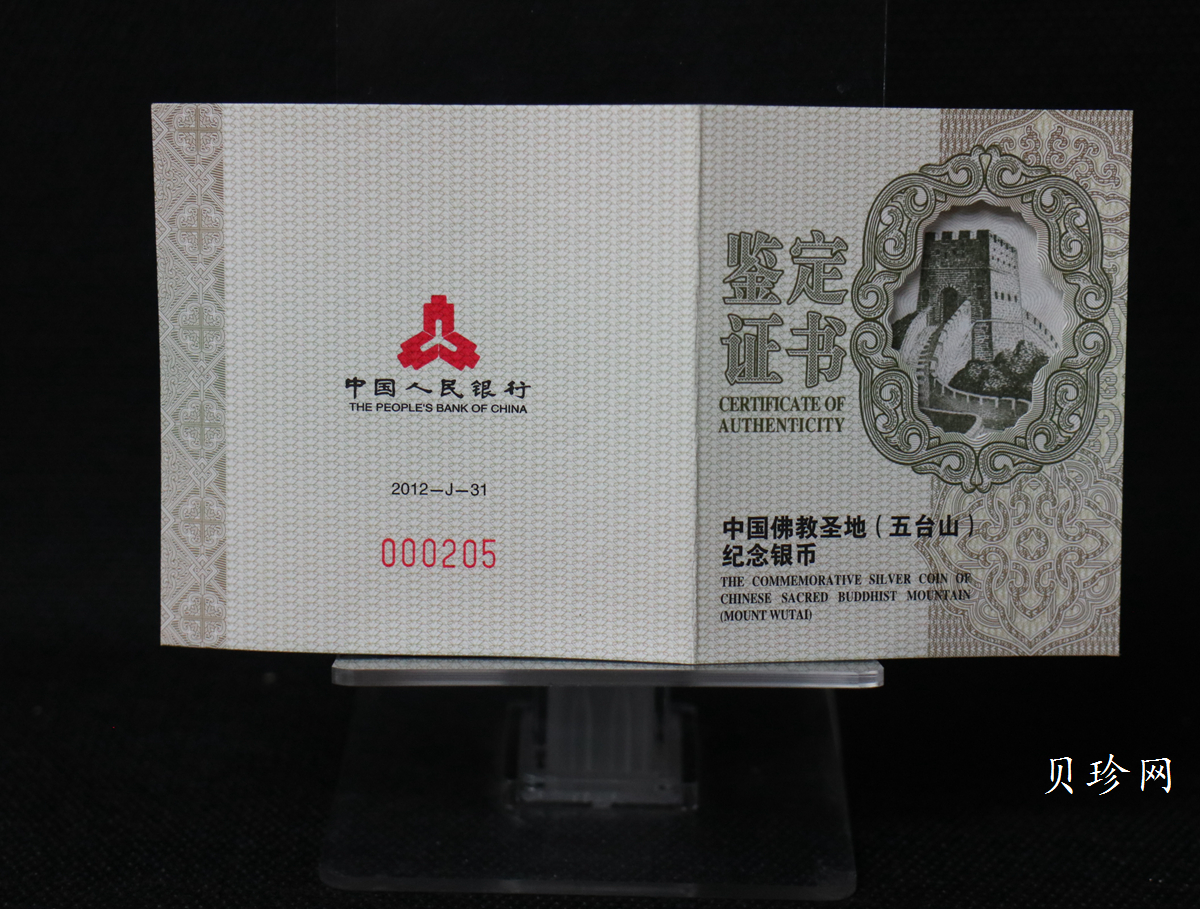 中国人民银行
THE PEOPLE'S BANK OF CHINA
2012—J—31
000205
鉴定
证书
CERTIFICATE OF
AUTHENTICITY
中国佛教圣地（五台山）
纪念银币
THE COMMEMORATIVE SILVER COIN OF
CHINESE SACRED BUDDHIST MOUNTAIN
(MOUNT WUTAI)
贝珍网